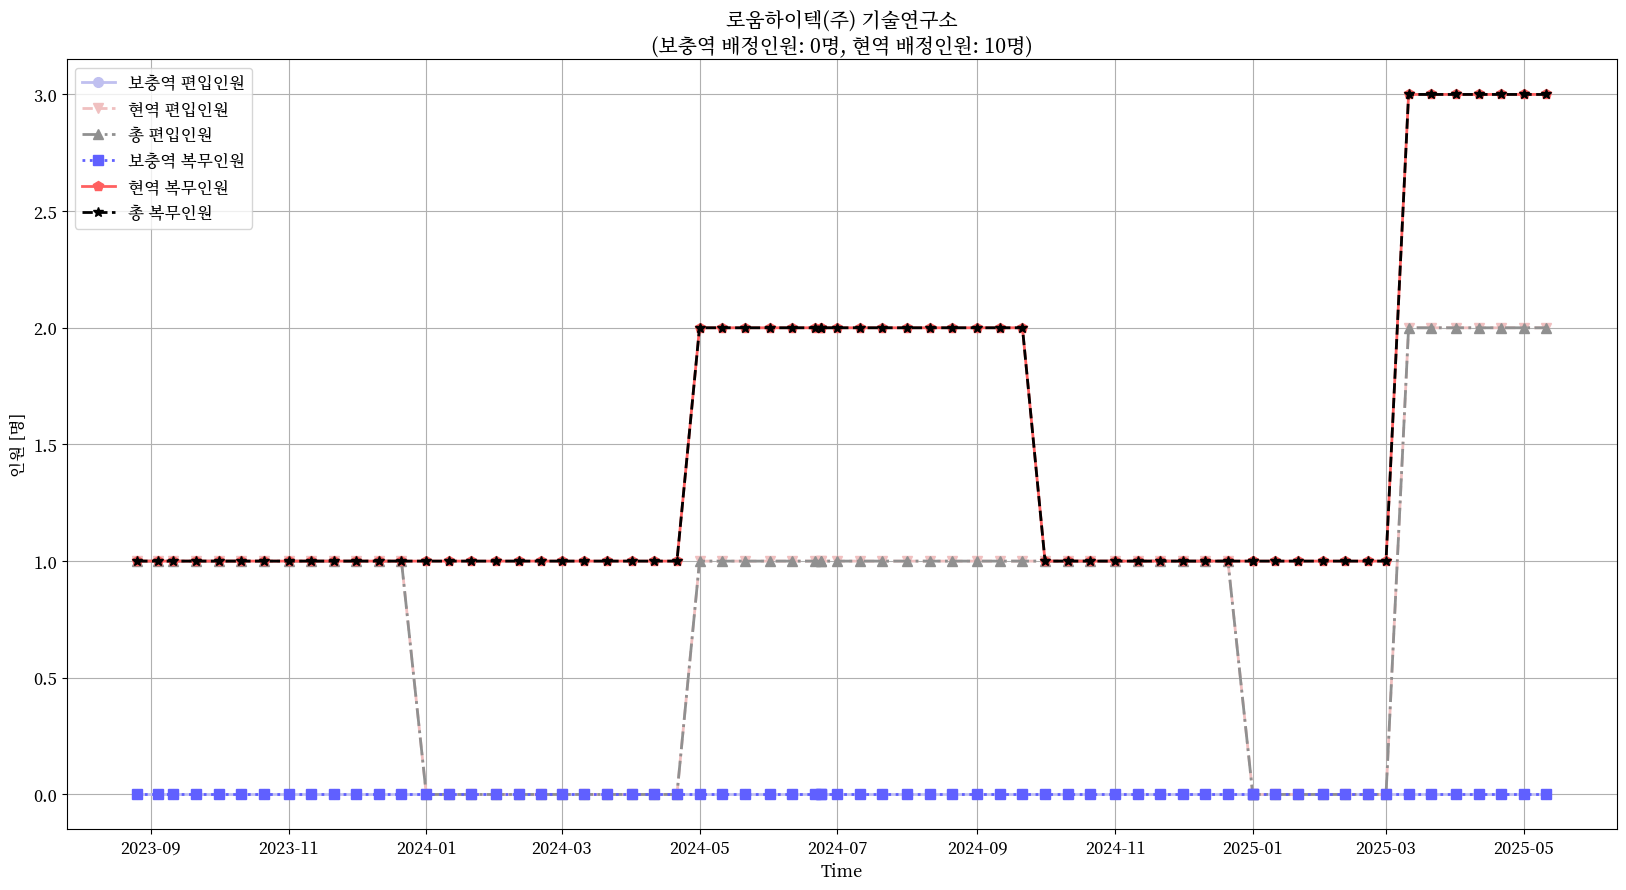 로움하이텍(주) 기술연구소
(보충역 배정인원: 0명, 현역 배정인원: 10명)
보충역 편입인원
현역 편입인원
총 편입인원
보충역 복무인원
현역 복무인원
총 복무인원
3.0
2.5
2.0
1.5
1.0
0.5
0.0
인원 [명]
2023-09 2023-11 2024-01 2024-03 2024-05 2024-07 2024-09 2024-11 2025-01 2025-03 2025-05
Time